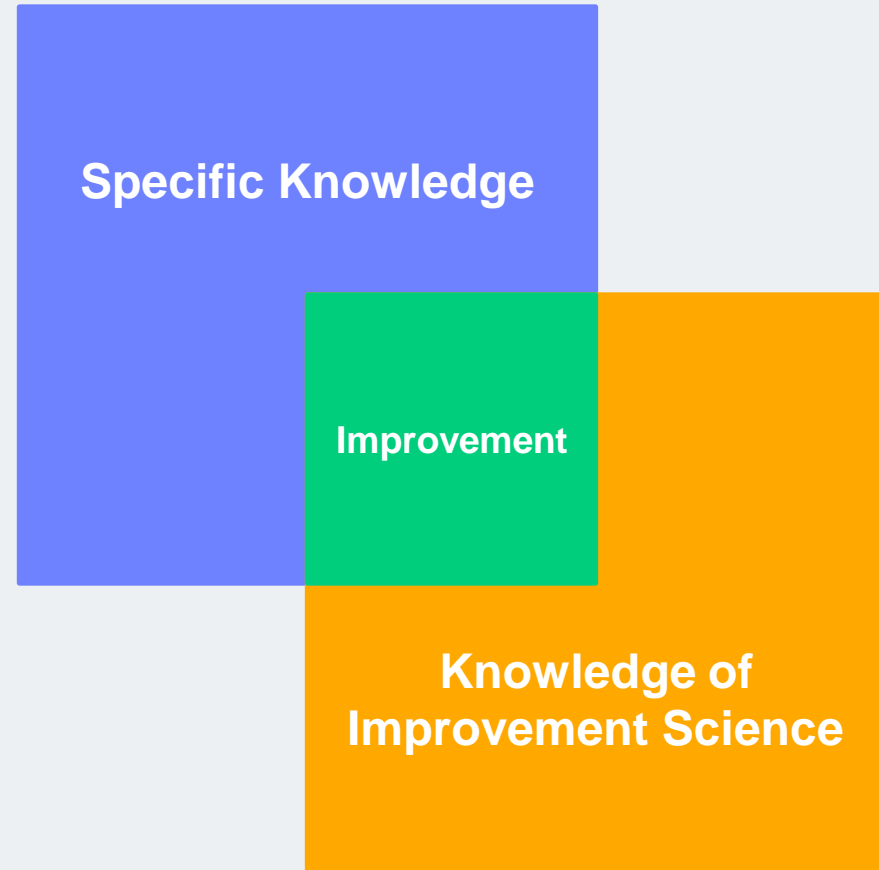 Specific Knowledge
Improvement
Knowledge of
Improvement Science